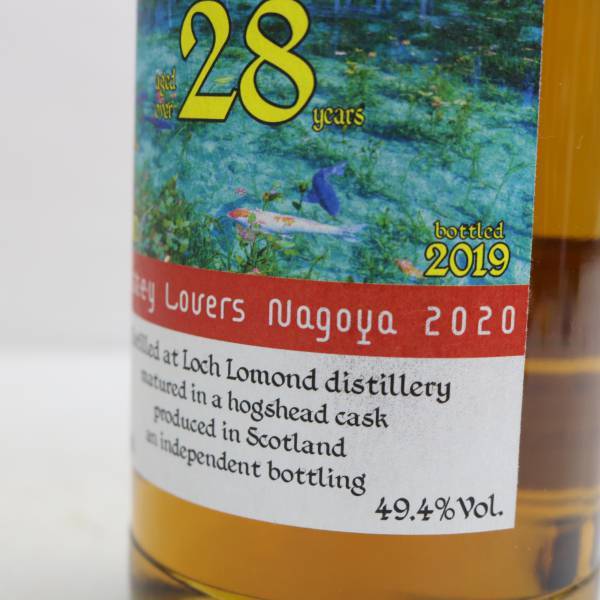 aged
over
28
years
bottled
2019
Lovers Nagoya 2020
at Loch Lomond distillery
matured in a hogshead cask
produced in Scotland
an independent bottling
49.4%Vol.